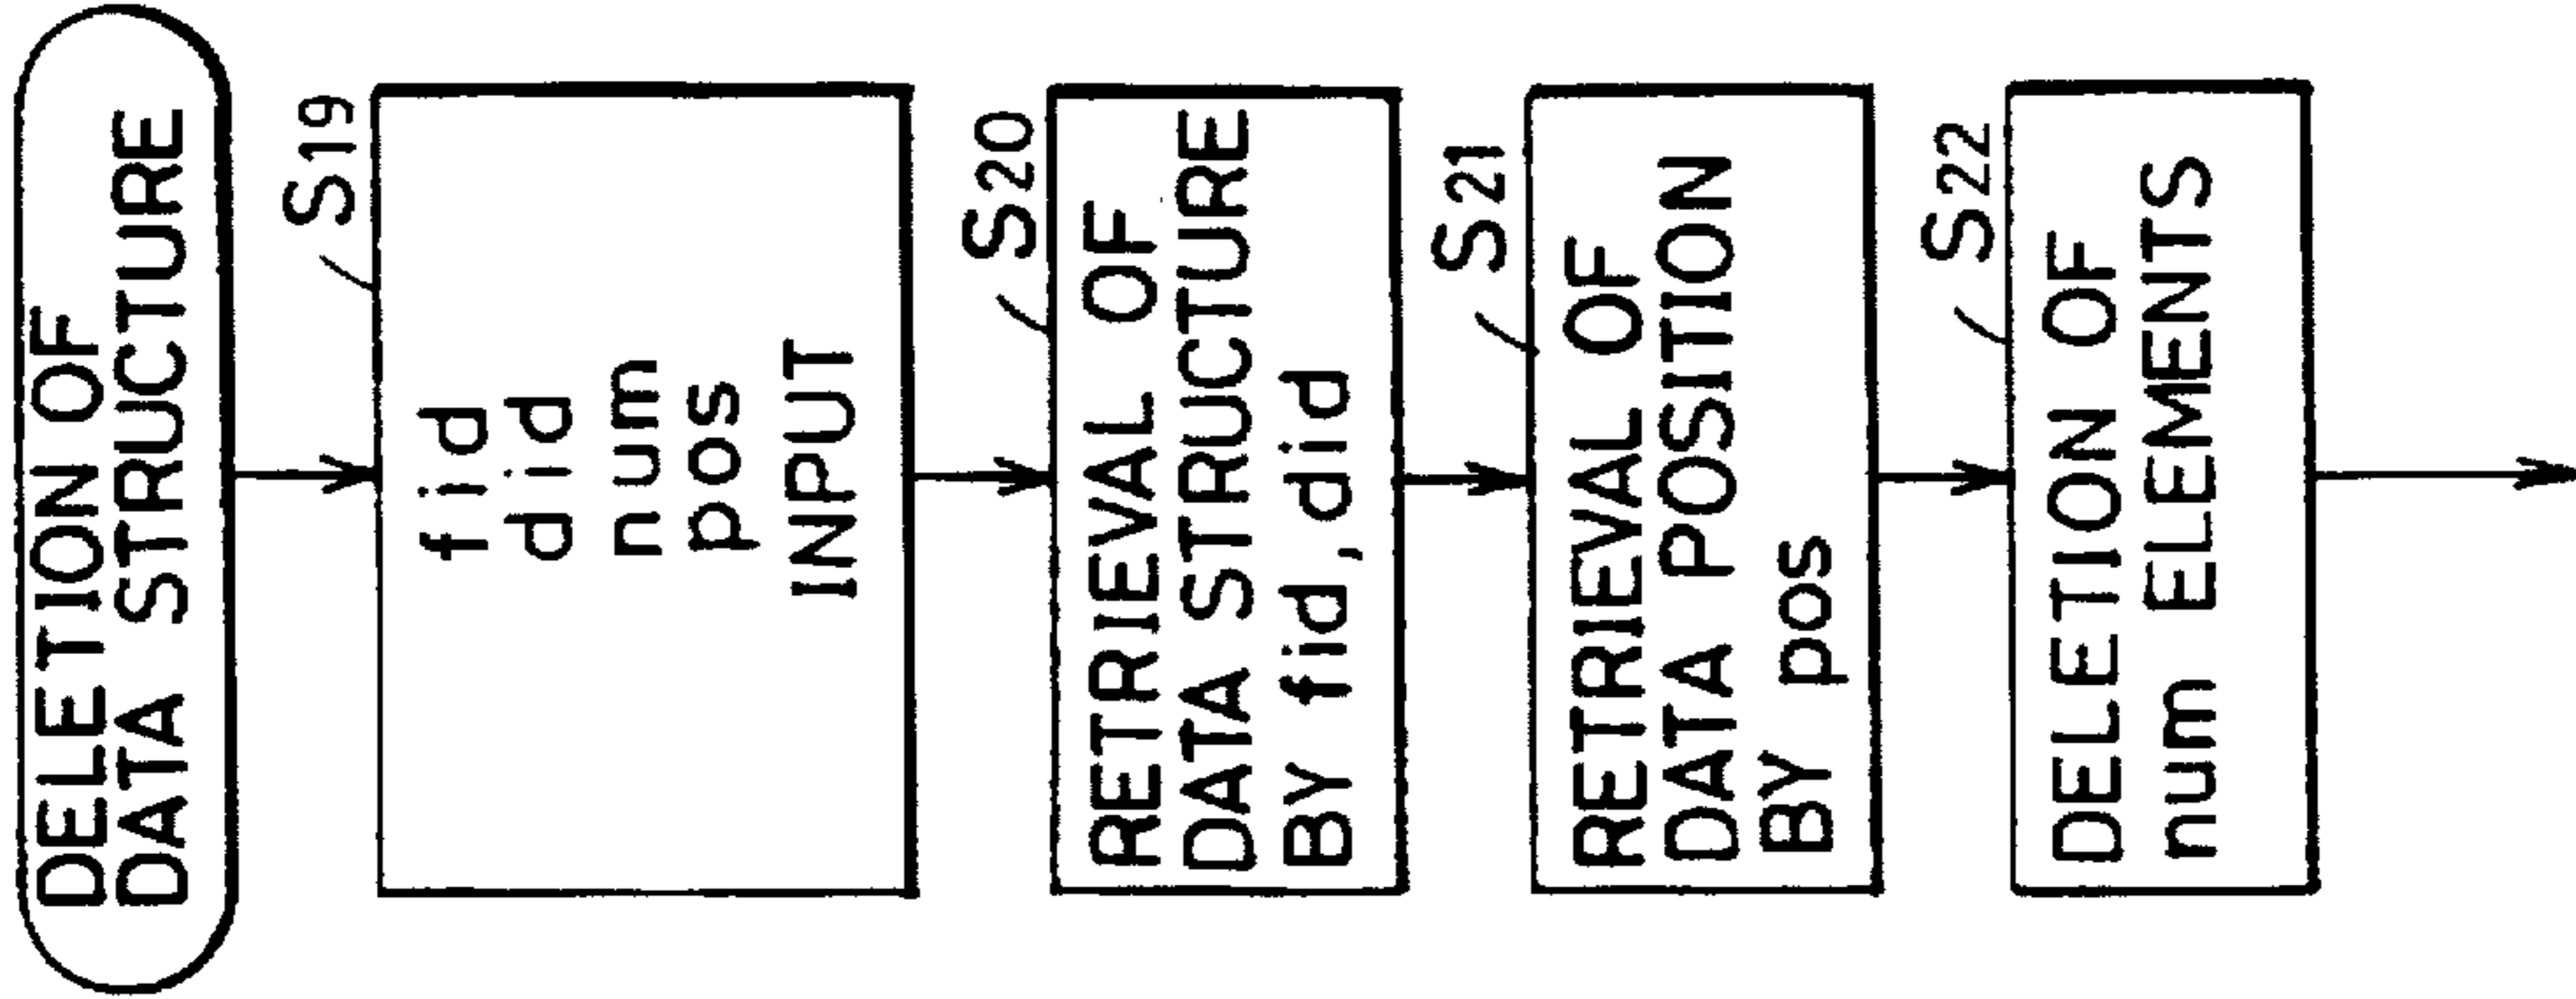 DELETION OF
DATA STRUCTURE
S19
fid
did
num
pos
INPUT
S20
RETRIEVAL OF
DATA STRUCTURE
BY fid,did
S21
RETRIEVAL OF
DATA POSITION
BY pos
S22
DELETION OF
num ELEMENTS